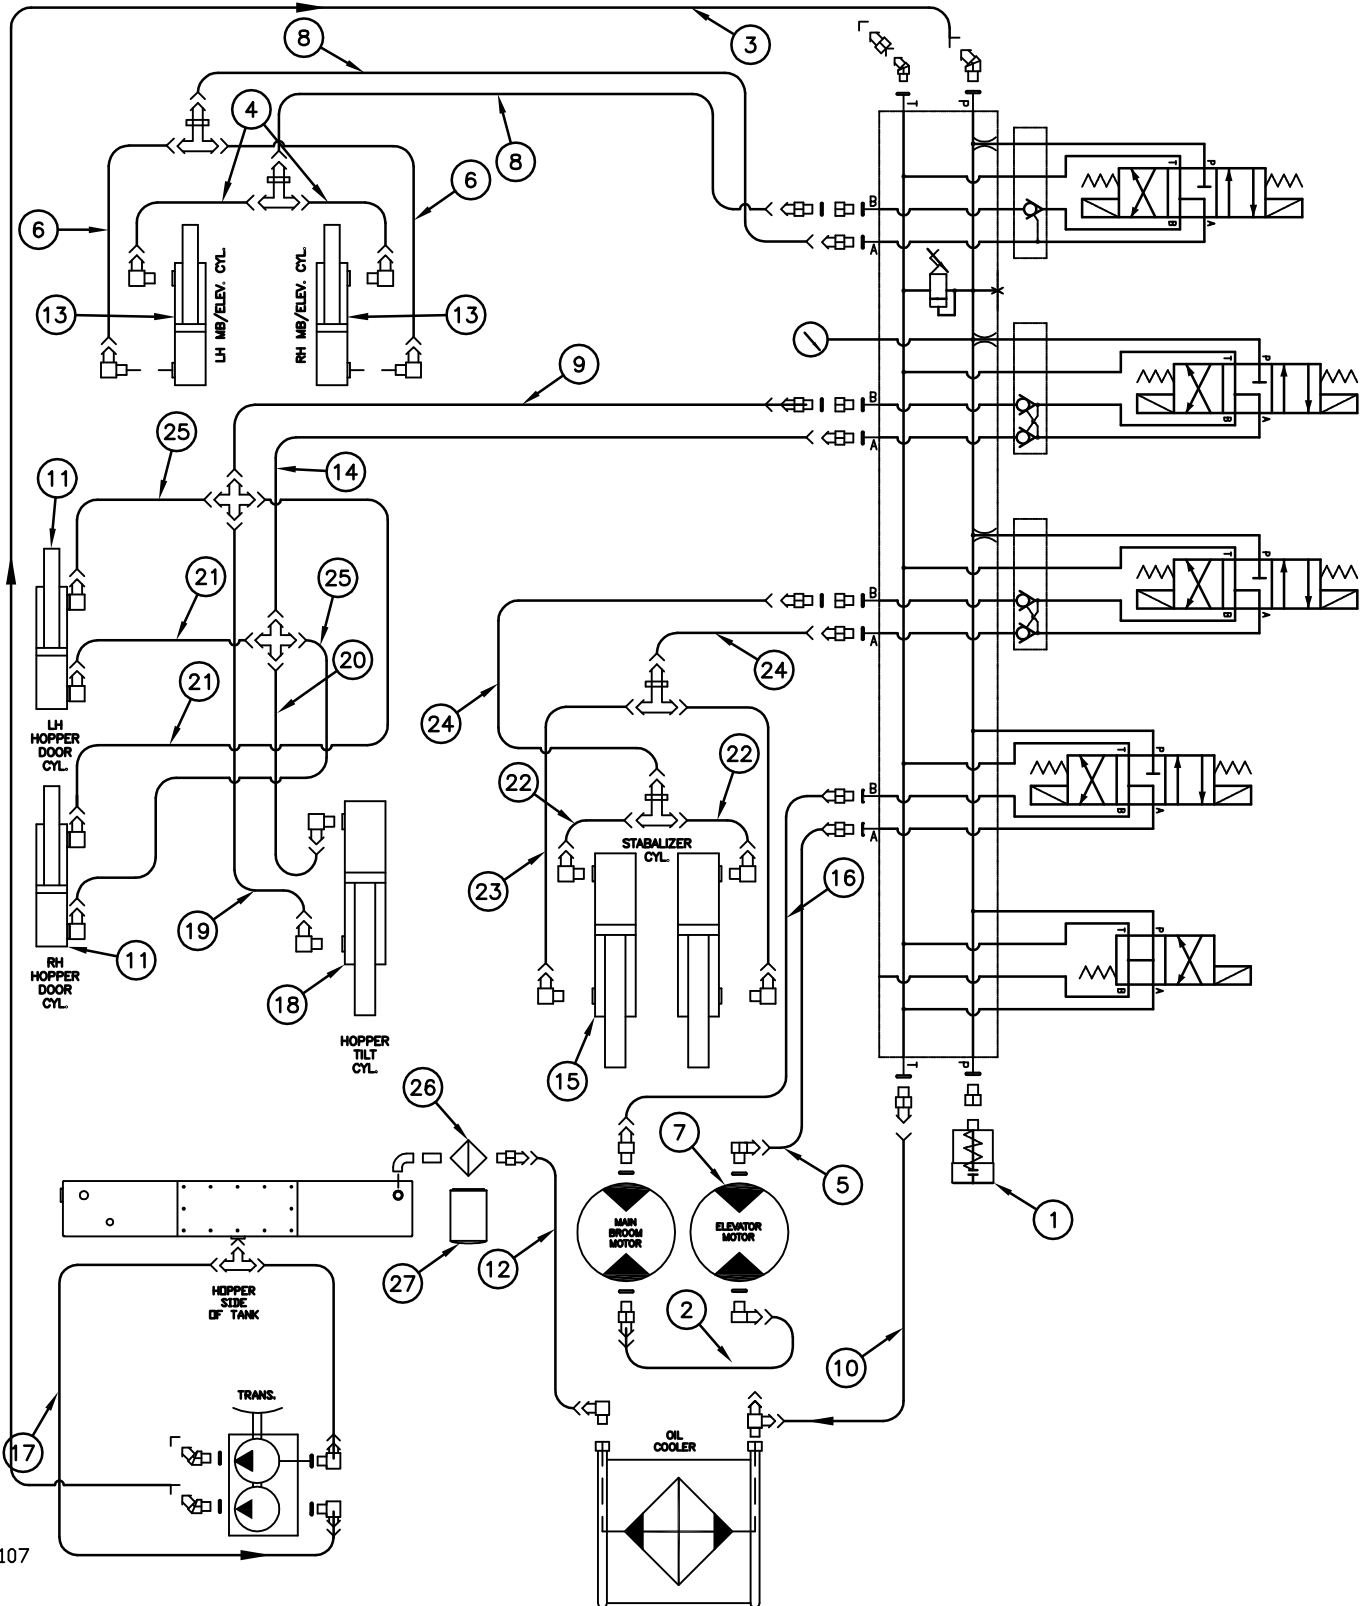 3
8
4
8
T
P
P
T
6
6
B
A
B
A
13
LH MB/ELEV. CYL.
RH MB/ELEV. CYL.
13
9
P
T
B
A
B
A
25
11
14
21
25
P
T
B
A
B
A
20
24
21
24
LH
HOPPER
DOOR
CYL.
22
22
P
T
B
A
B
A
STABALIZER
CYL.
23
16
19
11
RH
HOPPER
DOOR
CYL.
18
P
T
B
A
HOPPER
TILT
CYL.
15
T
P
26
7
5
1
MAIN
BROOM
MOTOR
ELEVATOR
MOTOR
27
12
HOPPER
SIDE
OF TANK
2
10
TRANS.
17
OIL
COOLER
107